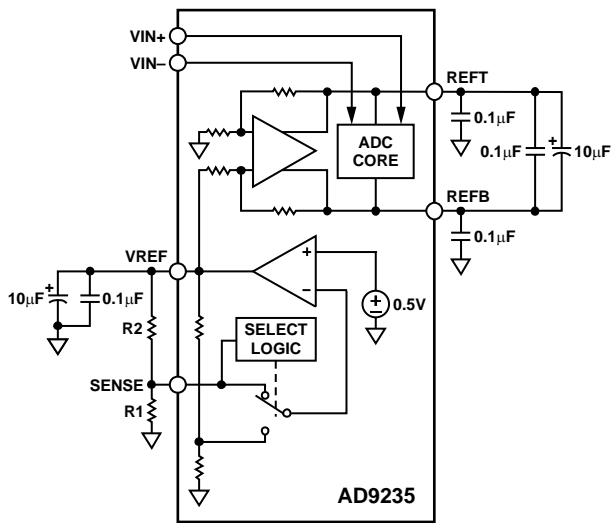 VIN+
VIN–
REFT
0.1μF
ADC
CORE
0.1μF
10μF
+
REFB
0.1μF
VREF
+
–
+
10μF
0.1μF
R2
0.5V
SELECT
LOGIC
SENSE
R1
AD9235